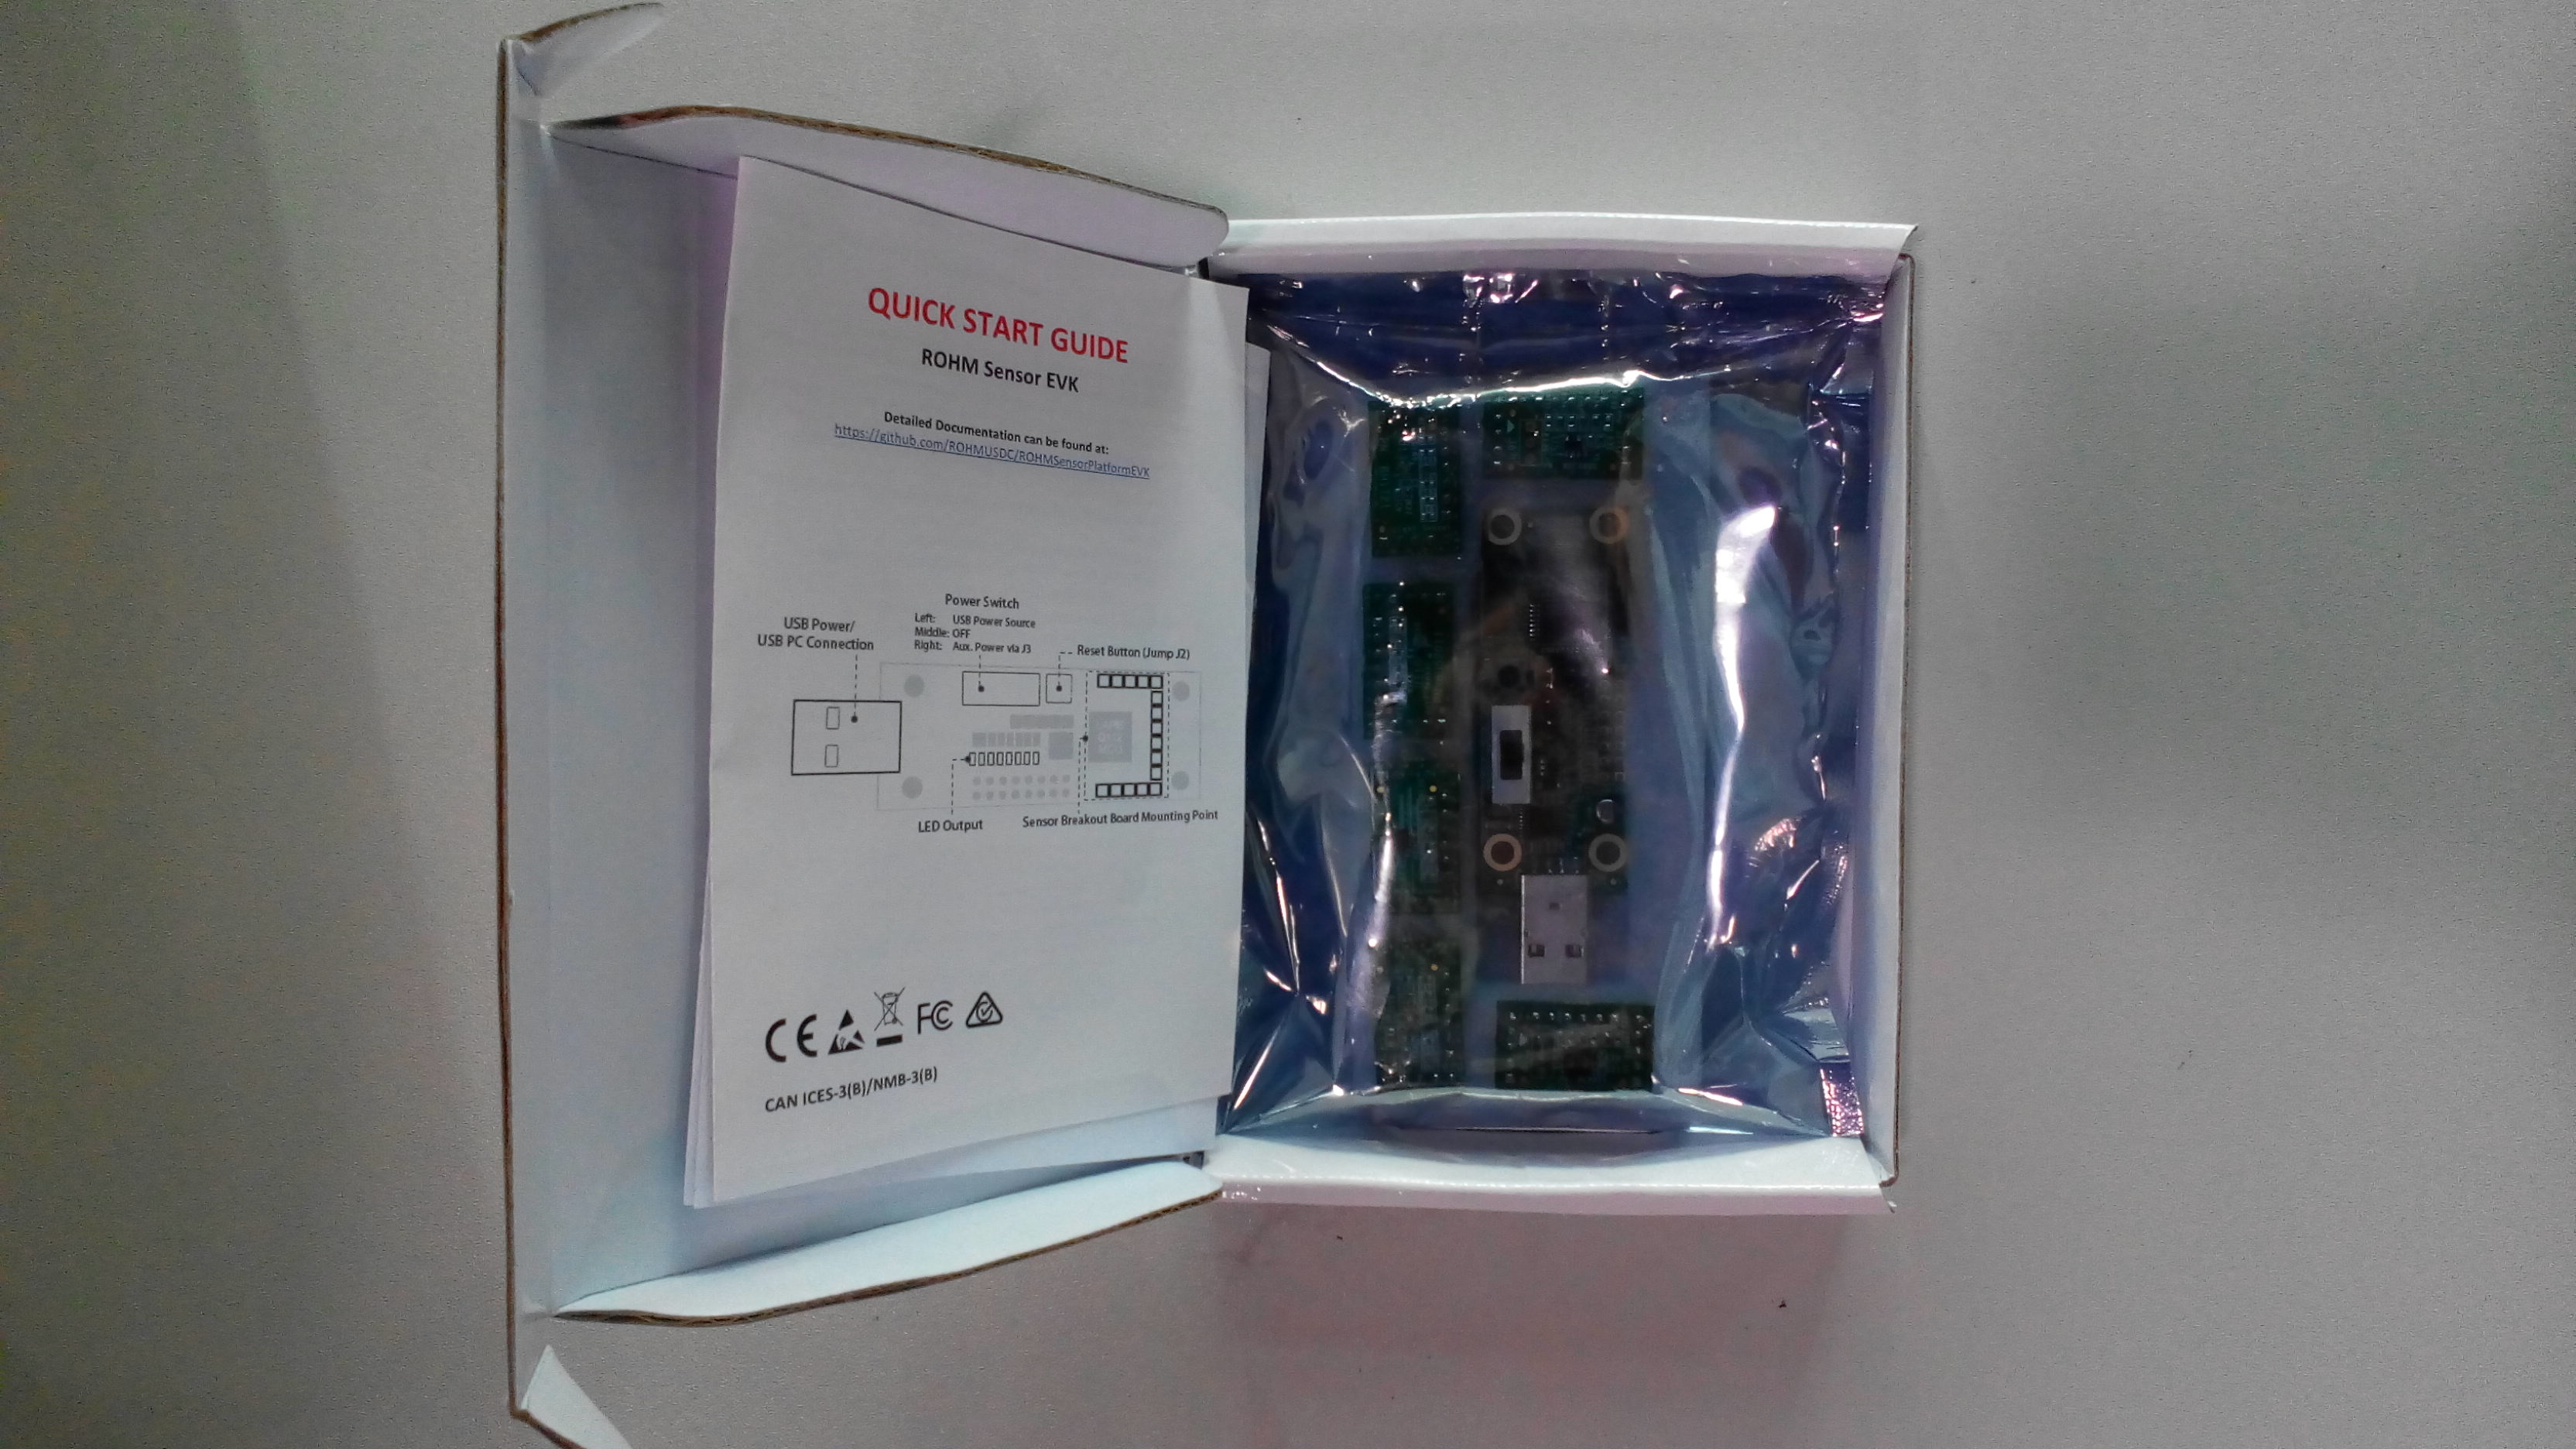 QUICK START GUIDE
ROHM Sensor EVK
Detailed Documentation can be found at:
https://github.com/ROHMUSDC/ROHMSensorPlatformEVK
Power Switch
Left: USB Power Source
Middle: OFF
Right: Aux. Power via J3
USB Power/
USB PC Connection
Reset Button (Jump J2)
LED Output
Sensor Breakout Board Mounting Point
CE FC
CAN ICES-3(B)/NMB-3(B)